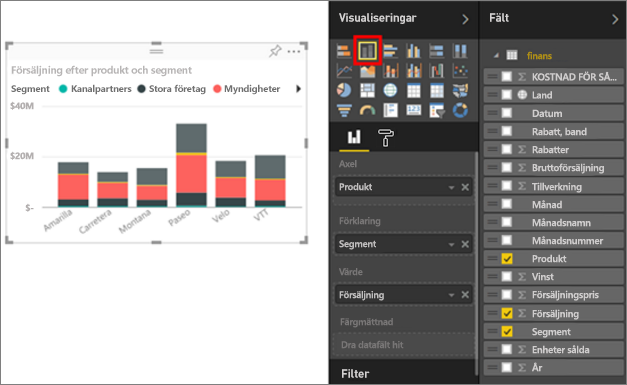 Försäljning efter produkt och segment
Segment Kanalpartners Stora företag Myndigheter
$40M
$20M
$-
Amarilla
Carretera
Montana
Paseo
Velo
VTT
Visualiseringar
Axel
Produkt
Förklaring
Segment
Värde
Försäljning
Färgmättnad
Dra datafält hit
Filter
Fält
finans
KOSTNAD FÖR SÅ...
Land
Datum
Rabatt, band
Rabatter
Bruttoförsäljning
Tillverkning
Månad
Månadsnamn
Månadsnummer
Produkt
Vinst
Försäljningspris
Försäljning
Segment
Enheter sålda
År